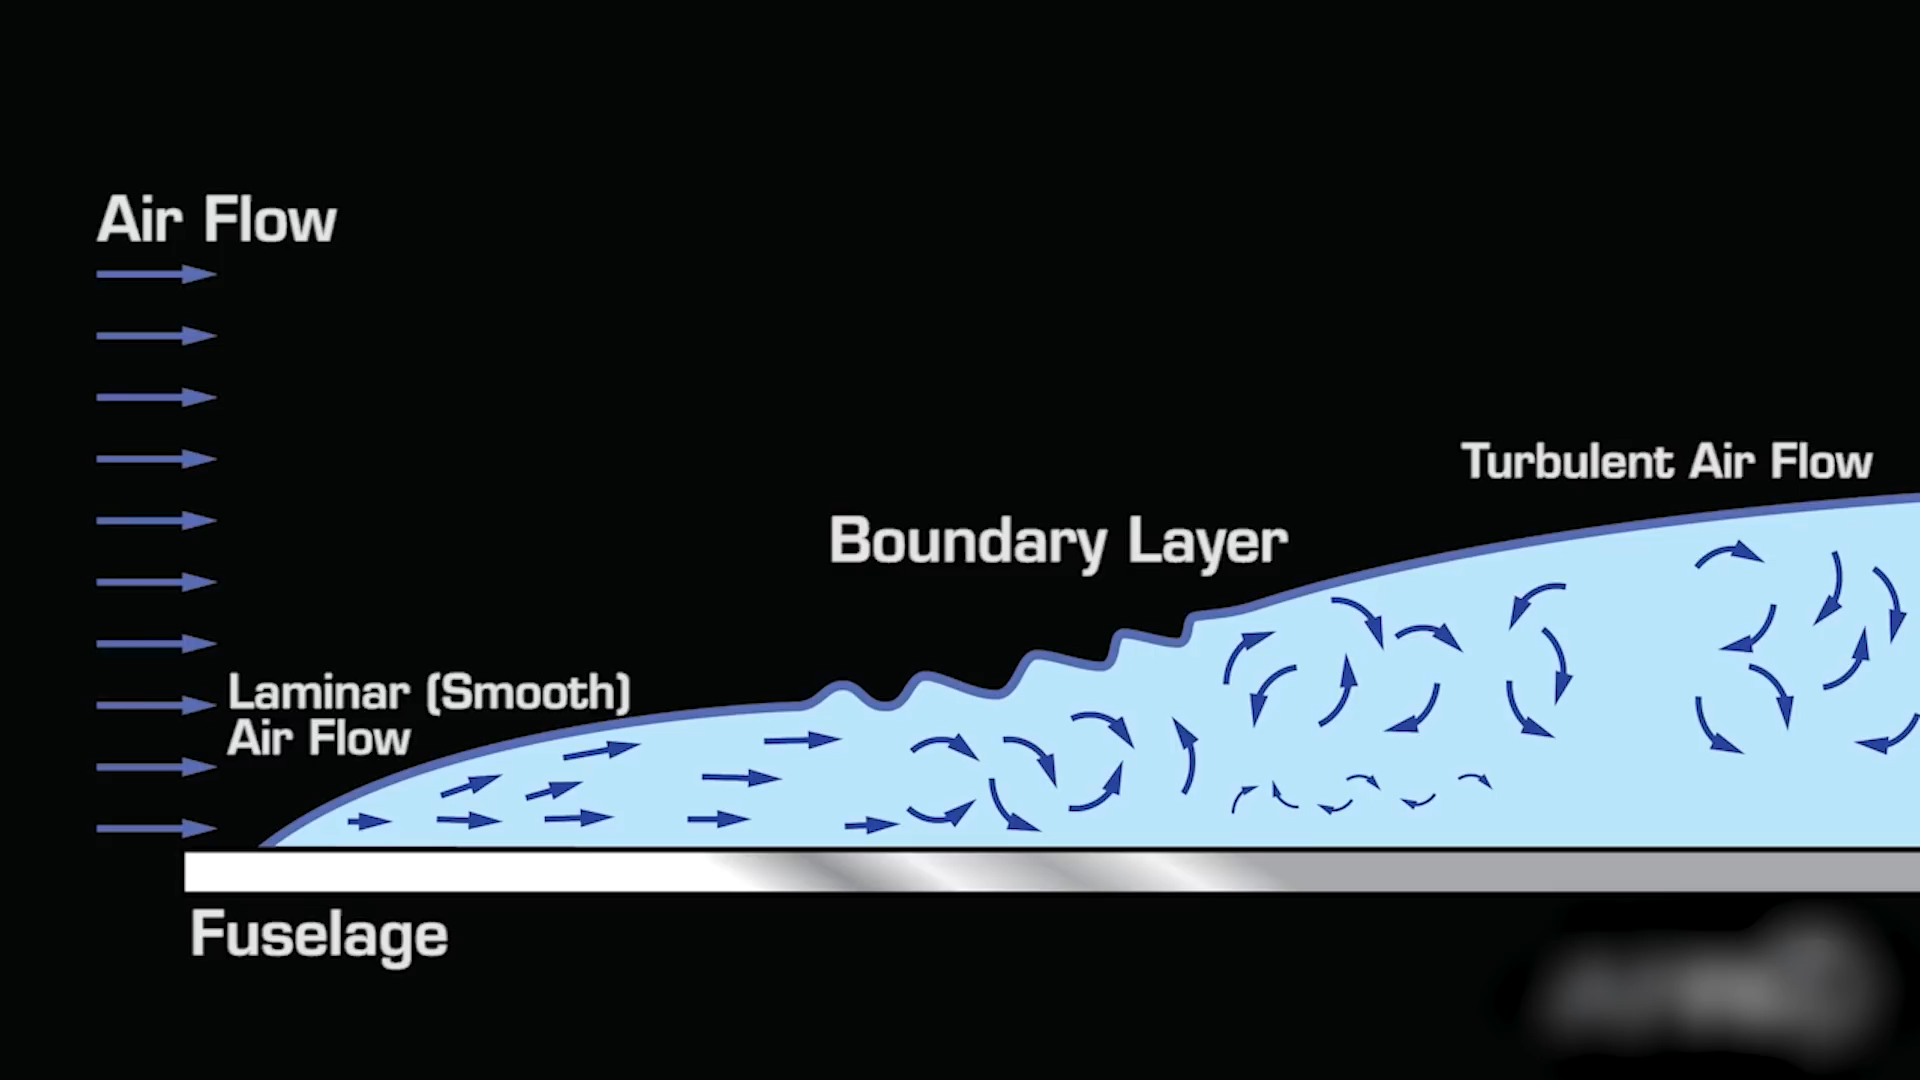 Air Flow
Turbulent Air Flow
Boundary Layer
Laminar (Smooth)
Air Flow
Fuselage